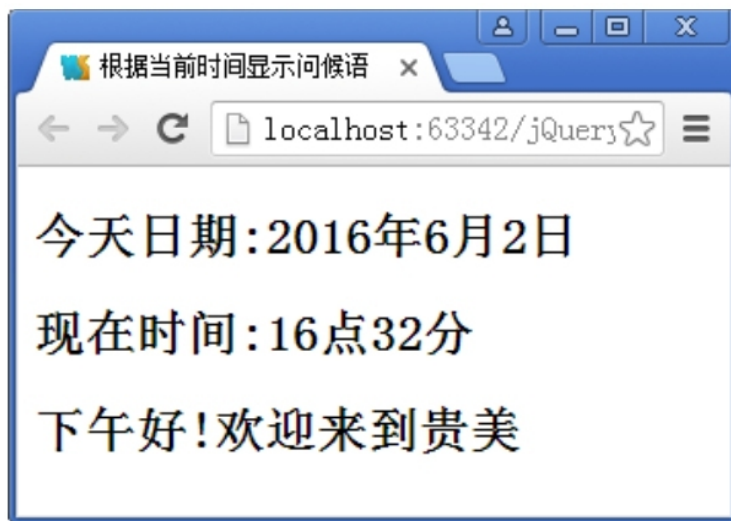 根据当前时间显示问候语
localhost:63342/jQuery
今天日期:2016年6月2日
现在时间:16点32分
下午好!欢迎来到贵美